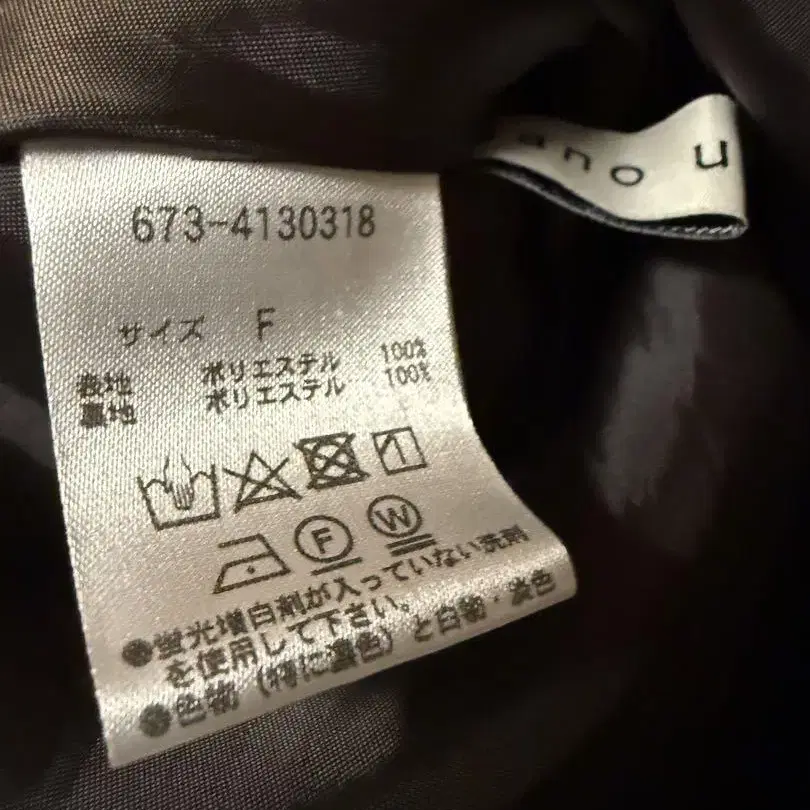 673-4130318
サイズ F
表地 ポリエステル 100%
裏地 ポリエステル 100%
F W
●蛍光増白剤が入っていない洗剤
を使用して下さい。
●色物(特に濃色)と白物・淡色
ano u